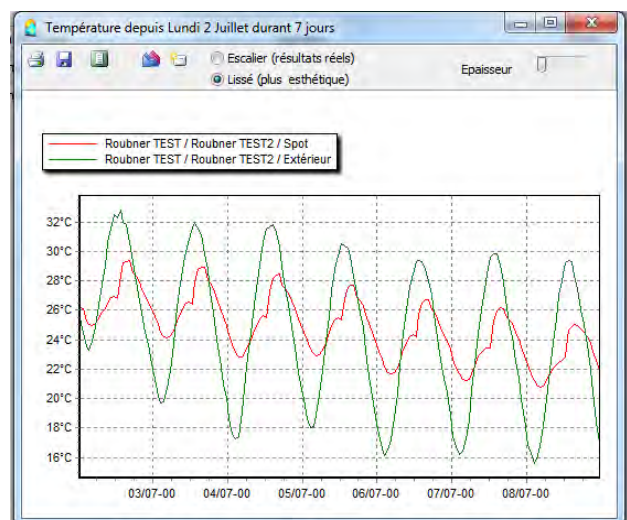 Température depuis Lundi 2 Juillet durant 7 jours
Escalier (résultats réels)
Lissé (plus esthétique)
Epaisseur
Roubner TEST / Roubner TEST2 / Spot
Roubner TEST / Roubner TEST2 / Extérieur
32°C
30°C
28°C
26°C
24°C
22°C
20°C
18°C
16°C
03/07-00 04/07-00 05/07-00 06/07-00 07/07-00 08/07-00